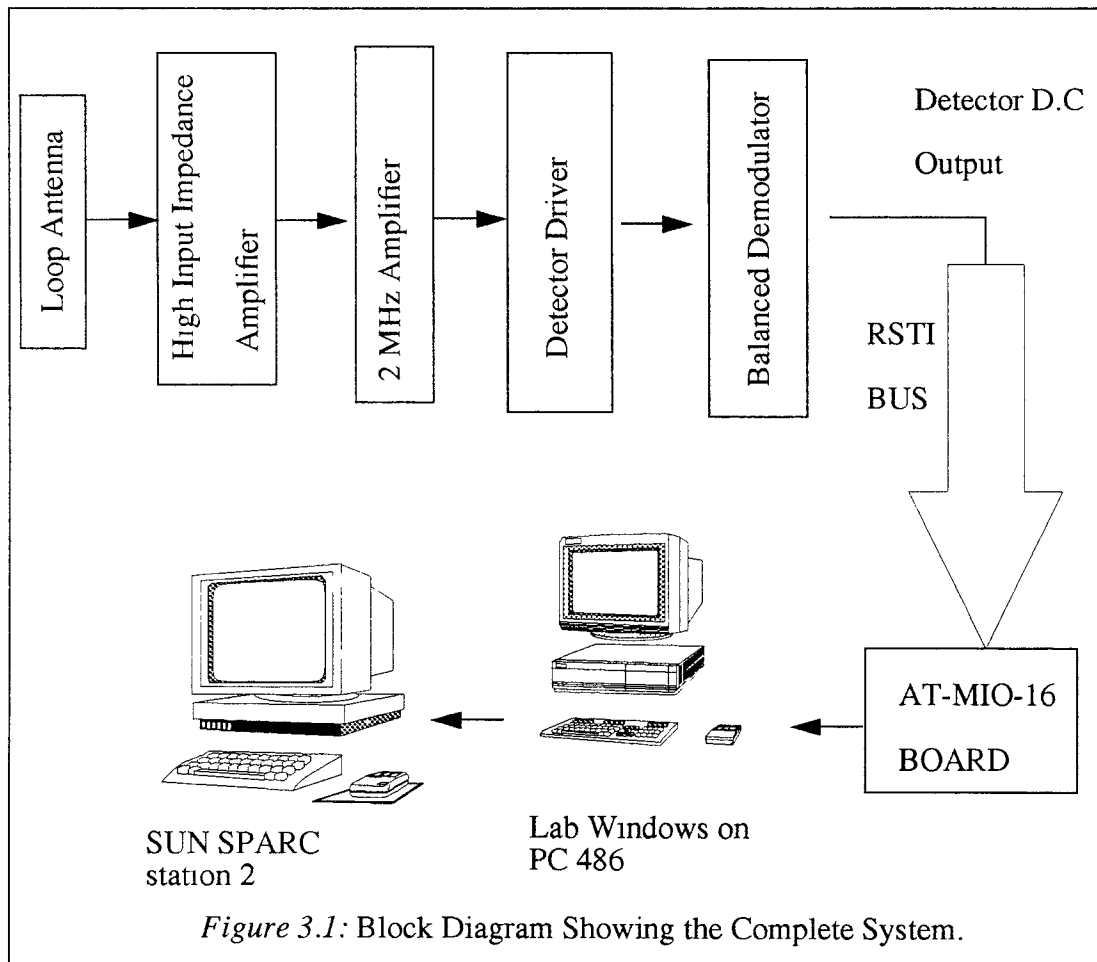 Loop Antenna
High Input Impedance
Amplifier
2 MHz Amplifier
Detector Driver
Balanced Demodulator
Detector D.C
Output
RSTI
BUS
AT-MIO-16
BOARD
Lab Windows on
PC 486
SUN SPARC
station 2
Figure 3.1: Block Diagram Showing the Complete System.